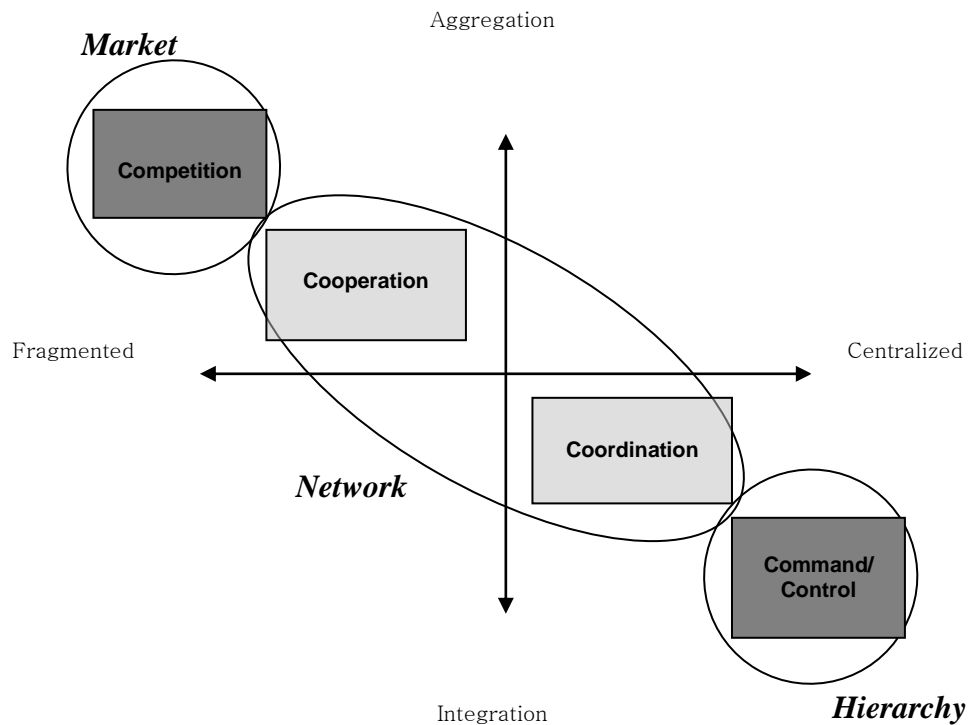 Aggregation
Market
Competition
Cooperation
Fragmented
Centralized
Coordination
Network
Command/
Control
Integration
Hierarchy